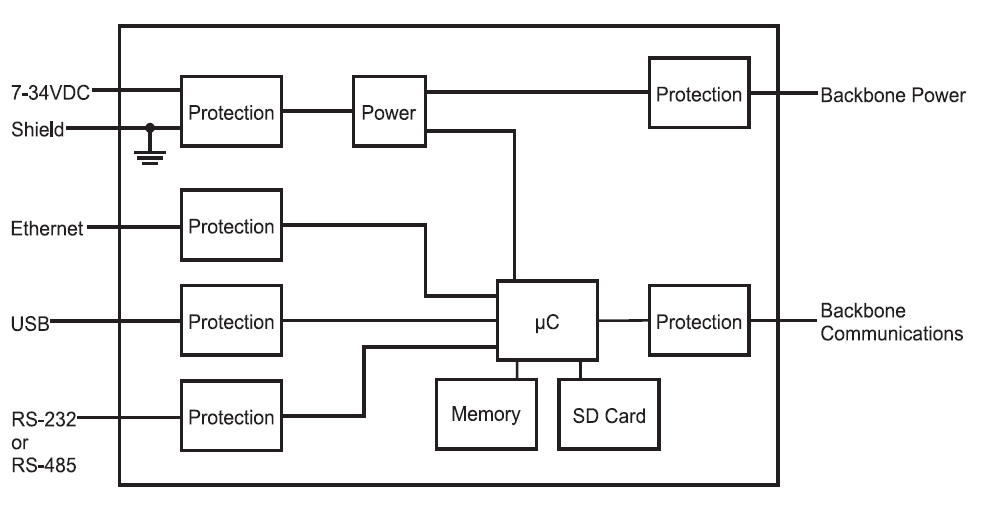 7-34VDC
Shield
Protection
Power
Protection
Backbone Power
Ethernet
Protection
USB
Protection
µC
Protection
Backbone
Communications
RS-232
or
RS-485
Protection
Memory
SD Card